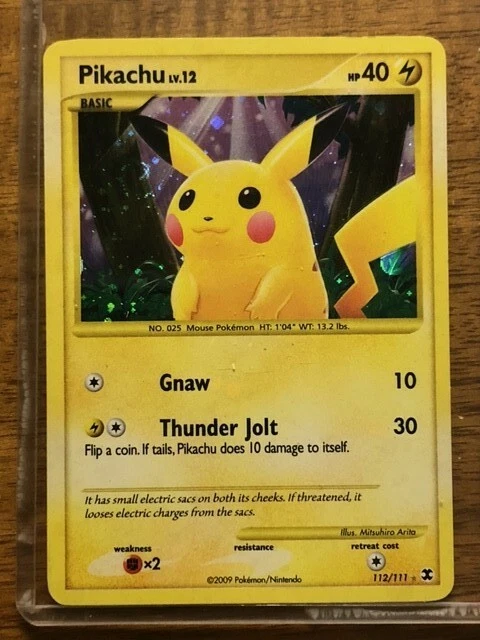 Pikachu LV.12 HP 40
BASIC
NO. 025 Mouse Pokémon HT: 1'04" WT: 13.2 lbs.
Gnaw 10
Thunder Jolt 30
Flip a coin. If tails, Pikachu does 10 damage to itself.
It has small electric sacs on both its cheeks. If threatened, it
looses electric charges from the sacs.
Illus. Mitsuhiro Arita
weakness resistance retreat cost
×2
©2009 Pokémon/Nintendo 112/111 ★